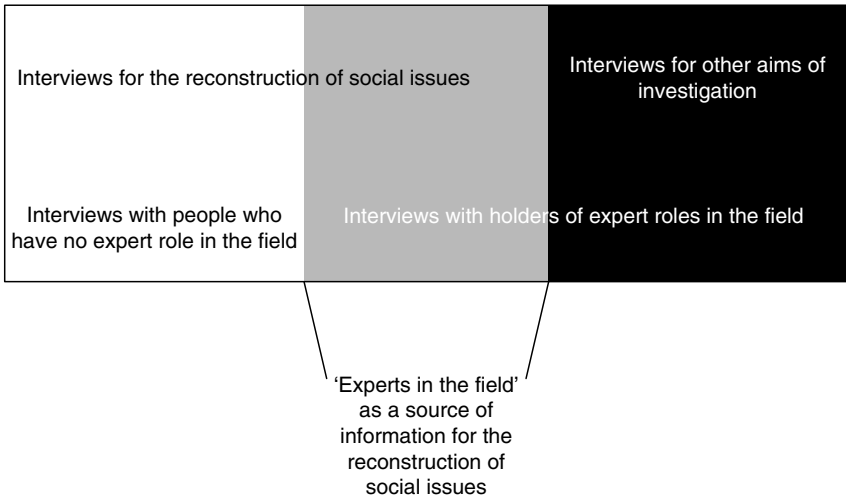 Interviews for the reconstruction of social issues
Interviews for other aims of
investigation
Interviews with people who
have no expert role in the field
Interviews with holders of expert roles in the field
‘Experts in the field’
as a source of
information for the
reconstruction of
social issues